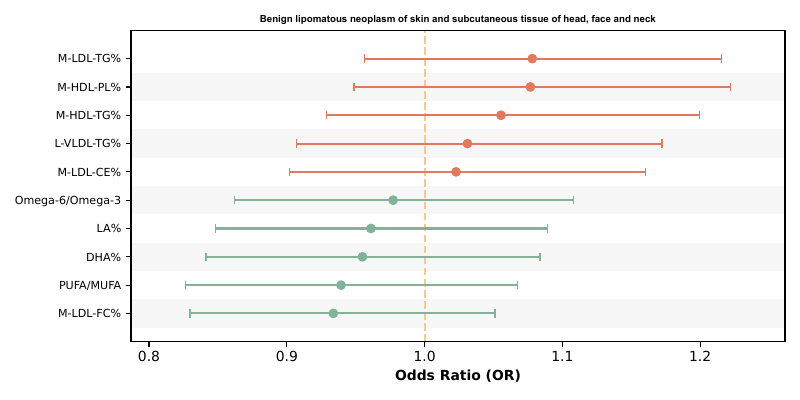 Benign lipomatous neoplasm of skin and subcutaneous tissue of head, face and neck
M-LDL-TG%
M-HDL-PL%
M-HDL-TG%
L-VLDL-TG%
M-LDL-CE%
Omega-6/Omega-3
LA%
DHA%
PUFA/MUFA
M-LDL-FC%
0.8 0.9 1.0 1.1 1.2
Odds Ratio (OR)